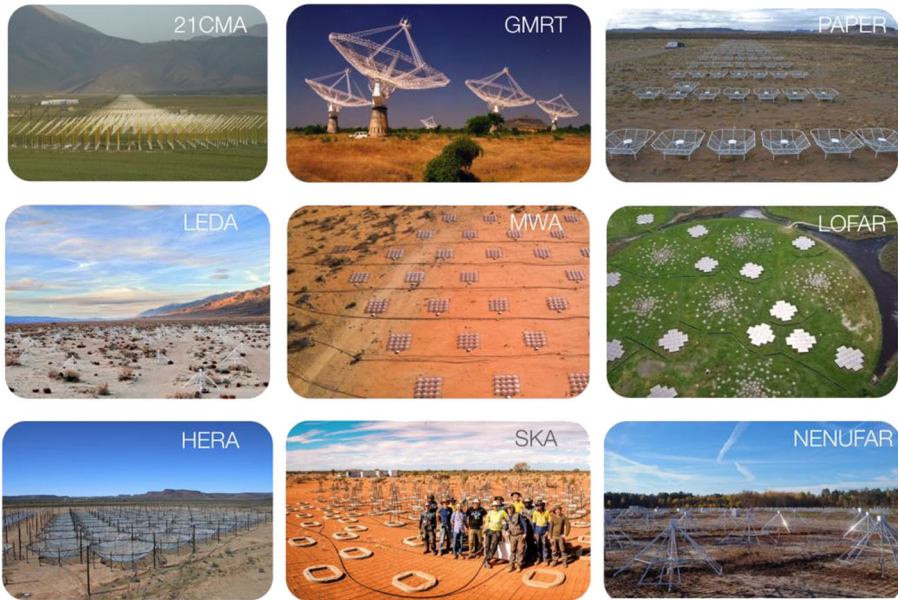 21CMA
GMRT
PAPER
LEDA
MWA
LOFAR
HERA
SKA
NENUFAR